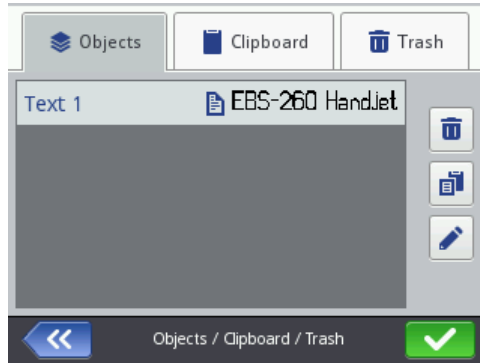 Objects
Clipboard
Trash
Text 1 EBS-260 HandJet
Objects / Clipboard / Trash